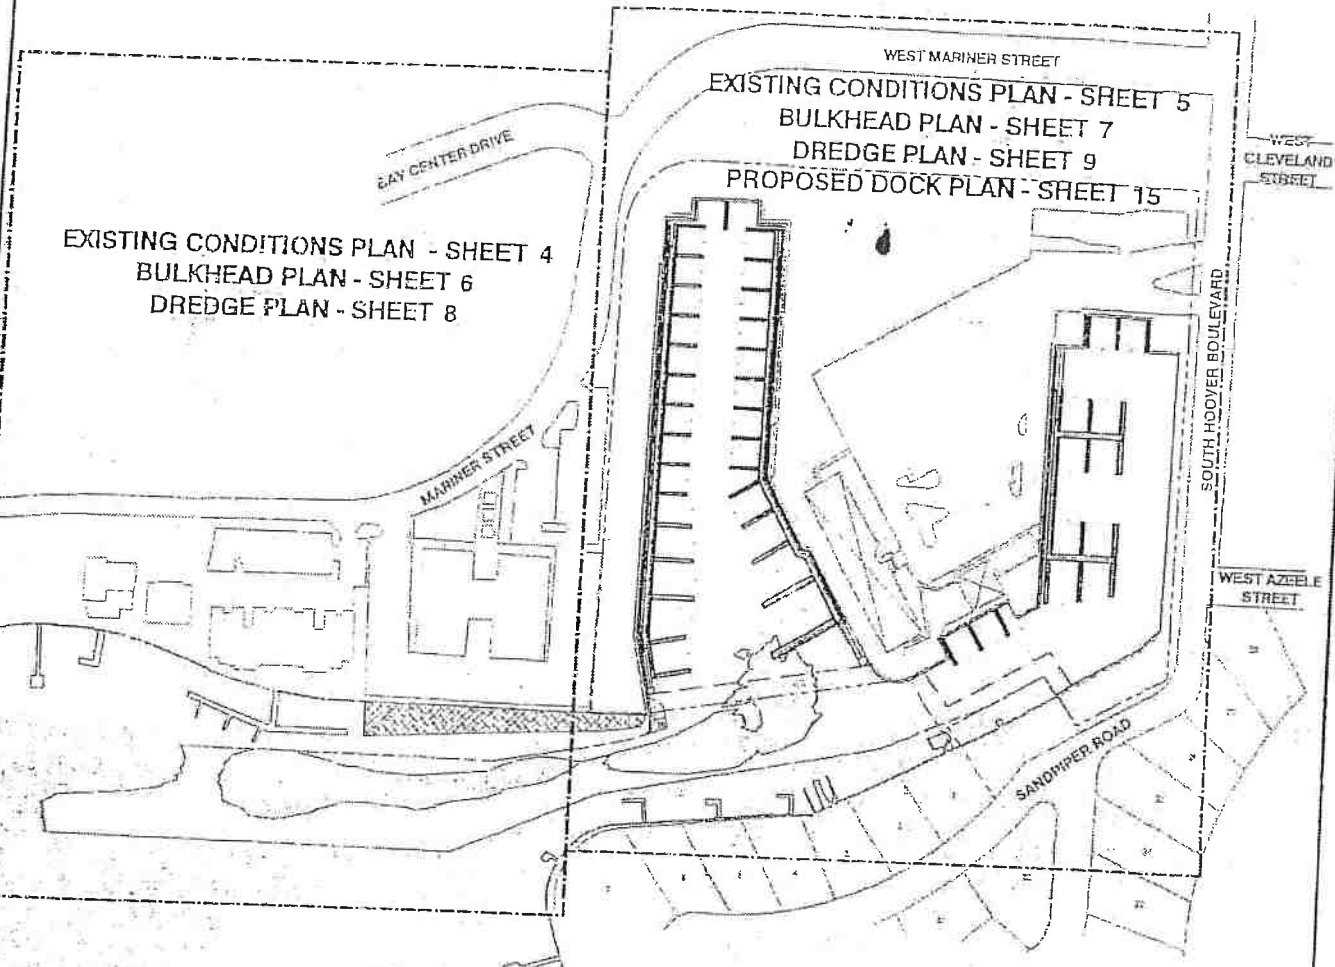 WEST MARINER STREET
EXISTING CONDITIONS PLAN - SHEET 5
BULKHEAD PLAN - SHEET 7
DREDGE PLAN - SHEET 9
PROPOSED DOCK PLAN - SHEET 15
WEST
CLEVELAND
STREET
BAY CENTER DRIVE
EXISTING CONDITIONS PLAN - SHEET 4
BULKHEAD PLAN - SHEET 6
DREDGE PLAN - SHEET 8
SOUTH HOOVER BOULEVARD
MARINER STREET
WEST AZEELE
STREET
SANDPIPER ROAD